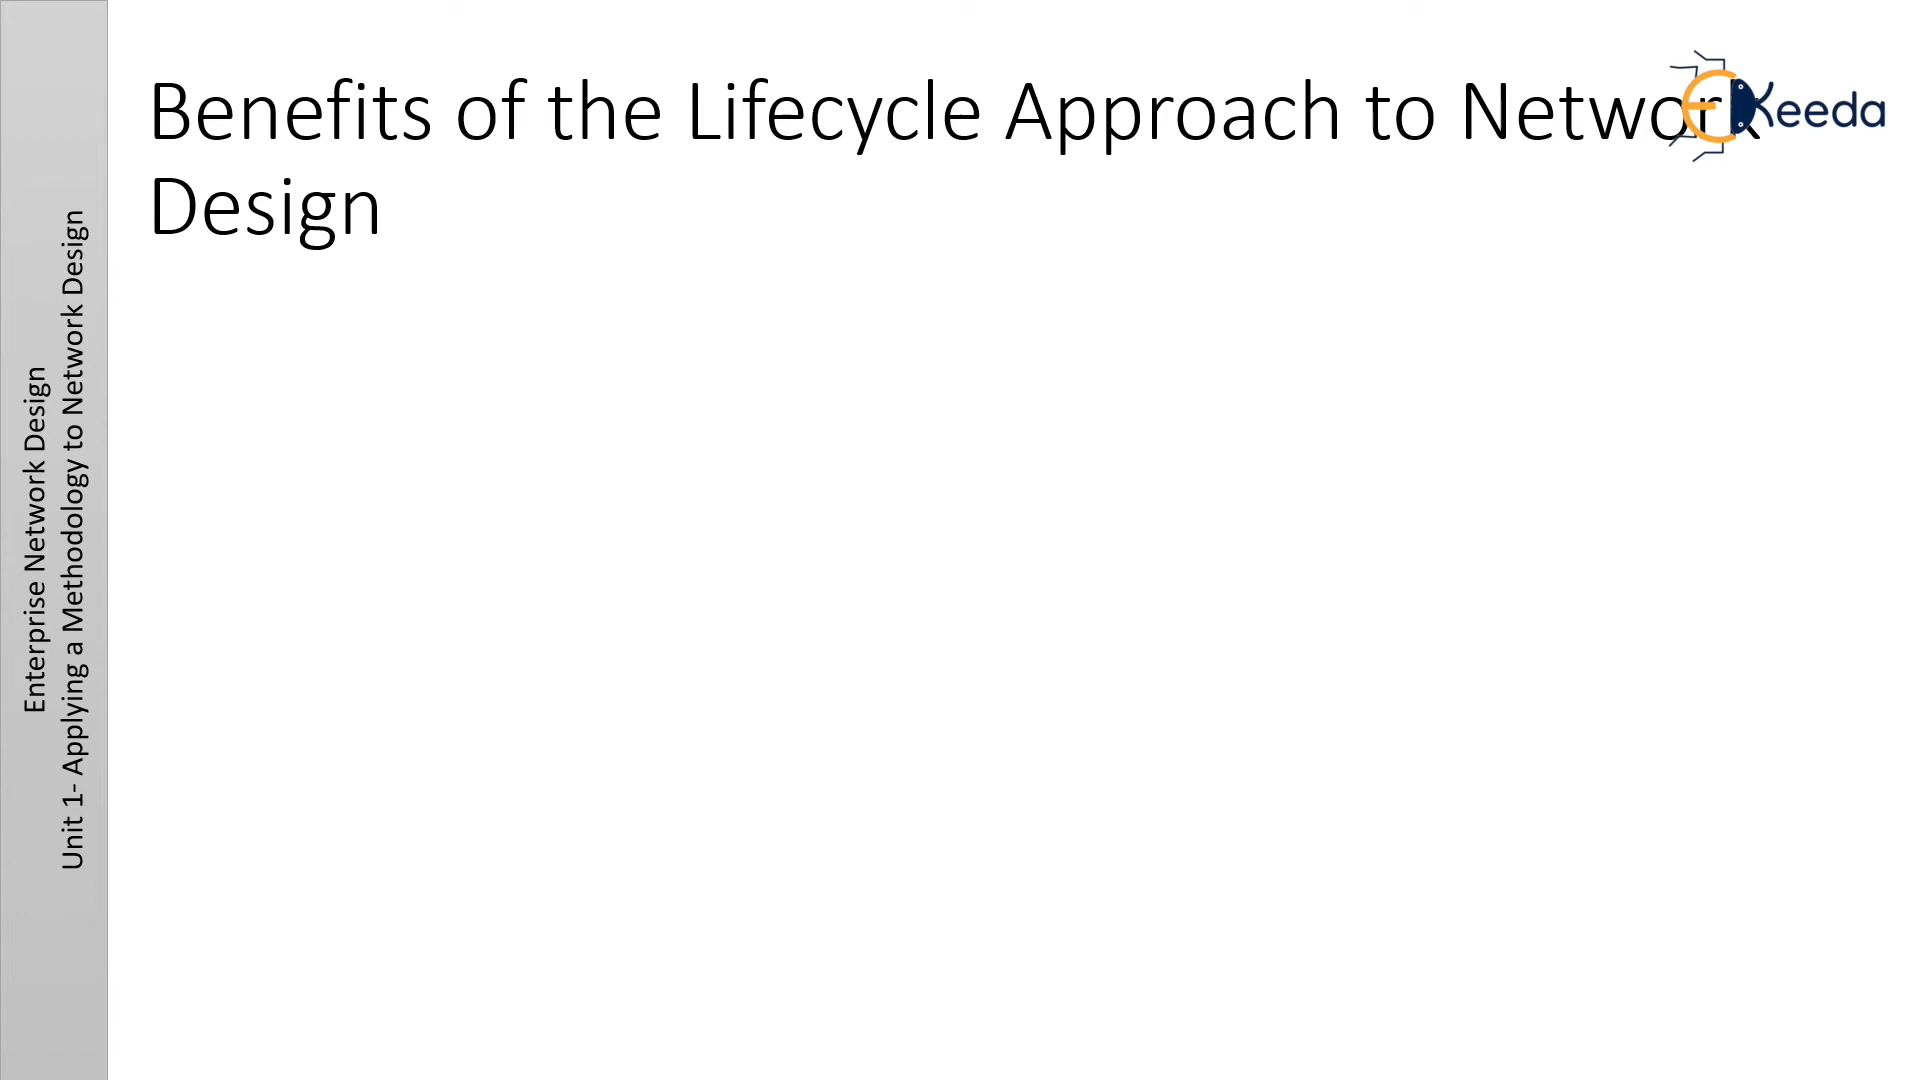 Benefits of the Lifecycle Approach to Network
Design
EKeeda
Enterprise Network Design
Unit 1- Applying a Methodology to Network Design